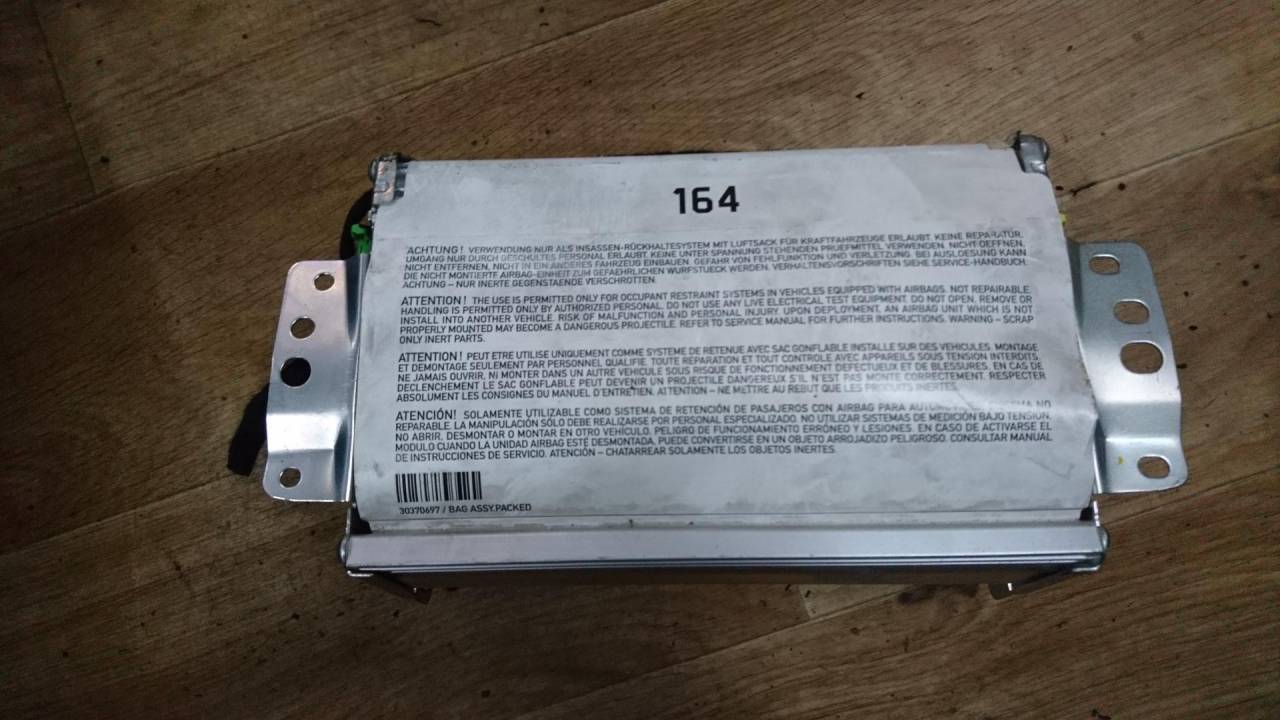 164
ACHTUNG! VERWENDUNG NUR ALS INSASSEN-RÜCKHALTESYSTEM MIT LUFTSACK FÜR KRAFTFAHRZEUGE ERLAUBT. KEINE REPARATUR.
UMGANG NUR DURCH GESCHULTES PERSONAL ERLAUBT. KEINE UNTER SPANNUNG STEHENDEN PRUEFMITTEL VERWENDEN. NICHT OEFFNEN,
NICHT ENTFERNEN, NICHT IN EIN ANDERES FAHRZEUG EINBAUEN. GEFAHR VON FEHLFUNKTION UND VERLETZUNG. BEI AUSLOESUNG KANN
DIE NICHT MONTIERTE AIRBAG-EINHEIT ZUM GEFAEHRLICHEN WURFSTUECK WERDEN. VERHALTENSVORSCHRIFTEN SIEHE SERVICE-HANDBUCH.
ACHTUNG – NUR INERTE GEGENSTAENDE VERSCHROTTEN.
ATTENTION! THE USE IS PERMITTED ONLY FOR OCCUPANT RESTRAINT SYSTEMS IN VEHICLES EQUIPPED WITH AIRBAGS. NOT REPAIRABLE.
HANDLING IS PERMITTED ONLY BY AUTHORIZED PERSONAL. DO NOT USE ANY LIVE ELECTRICAL TEST EQUIPMENT. DO NOT OPEN, REMOVE OR
INSTALL INTO ANOTHER VEHICLE. RISK OF MALFUNCTION AND PERSONAL INJURY. UPON DEPLOYMENT, AN AIRBAG UNIT WHICH IS NOT
PROPERLY MOUNTED MAY BECOME A DANGEROUS PROJECTILE. REFER TO SERVICE MANUAL FOR FURTHER INSTRUCTIONS. WARNING – SCRAP
ONLY INERT PARTS.
ATTENTION! PEUT ETRE UTILISE UNIQUEMENT COMME SYSTEME DE RETENUE AVEC SAC GONFLABLE INSTALLE SUR DES VEHICULES. MONTAGE
ET DEMONTAGE SEULEMENT PAR PERSONNEL QUALIFIE. TOUTE REPARATION ET TOUT CONTROLE AVEC APPAREILS SOUS TENSION INTERDITS.
NE JAMAIS OUVRIR. NI MONTER DANS UN AUTRE VEHICULE SOUS RISQUE DE FONCTIONNEMENT DEFECTUEUX ET DE BLESSURES. EN CAS DE
DECLENCHEMENT LE SAC GONFLABLE PEUT DEVENIR UN PROJECTILE DANGEREUX S'IL N'EST PAS MONTE CORRECTEMENT. RESPECTER
ABSOLUMENT LES CONSIGNES DU MANUEL D'ENTRETIEN. ATTENTION – NE METTRE AU REBUT QUE LES PRODUITS INERTES.
ATENCIÓN! SOLAMENTE UTILIZABLE COMO SISTEMA DE RETENCIÓN DE PASAJEROS CON AIRBAG PARA NO
REPARABLE. LA MANIPULACIÓN SÓLO DEBE REALIZARSE POR PERSONAL ESPECIALIZADO. NO UTILIZAR SISTEMAS DE MEDICIÓN BAJO TENSION.
NO ABRIR, DESMONTAR O MONTAR EN OTRO VEHÍCULO. PELIGRO DE FUNCIONAMIENTO ERRÓNEO Y LESIONES. EN CASO DE ACTIVARSE EL
MODULO CUANDO LA UNIDAD AIRBAG ESTÉ DESMONTADA, PUEDE CONVERTIRSE EN UN OBJETO ARROJADIZO PELIGROSO. CONSULTAR MANUAL
DE INSTRUCCIONES DE SERVICIO. ATENCIÓN – CHATARREAR SOLAMENTE LOS OBJETOS INERTES.
30370697 / BAG ASSY.PACKED